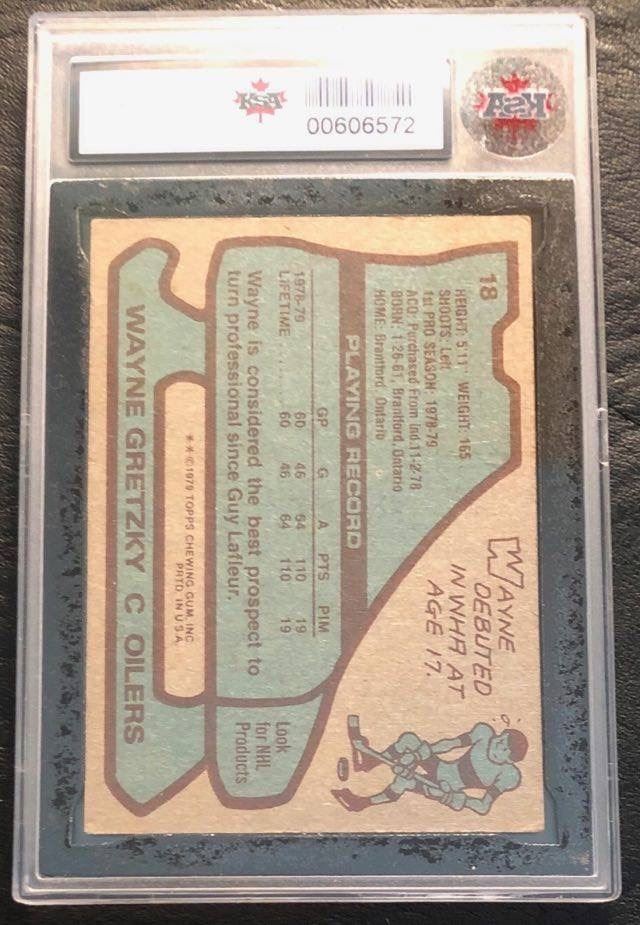 KSA
00606572
KSA
18
HEIGHT: 5'11" WEIGHT: 165
SHOOTS: Left
1st PRO SEASON: 1978-79
ACQ: Purchased From Ind. 11-2-78
BORN: 1-26-61, Brantford, Ontario
HOME: Brantford, Ontario
WAYNE
DEBUTED
IN WHA AT
AGE 17.
PLAYING RECORD
GP G A PTS PIM
1978-79 60 46 64 110 19
LIFETIME 60 46 64 110 19
Wayne is considered the best prospect to
turn professional since Guy Lafleur.
Look
for NHL
Products
**©1979 TOPPS CHEWING GUM, INC.
PRTD. IN U.S.A.
WAYNE GRETZKY C OILERS